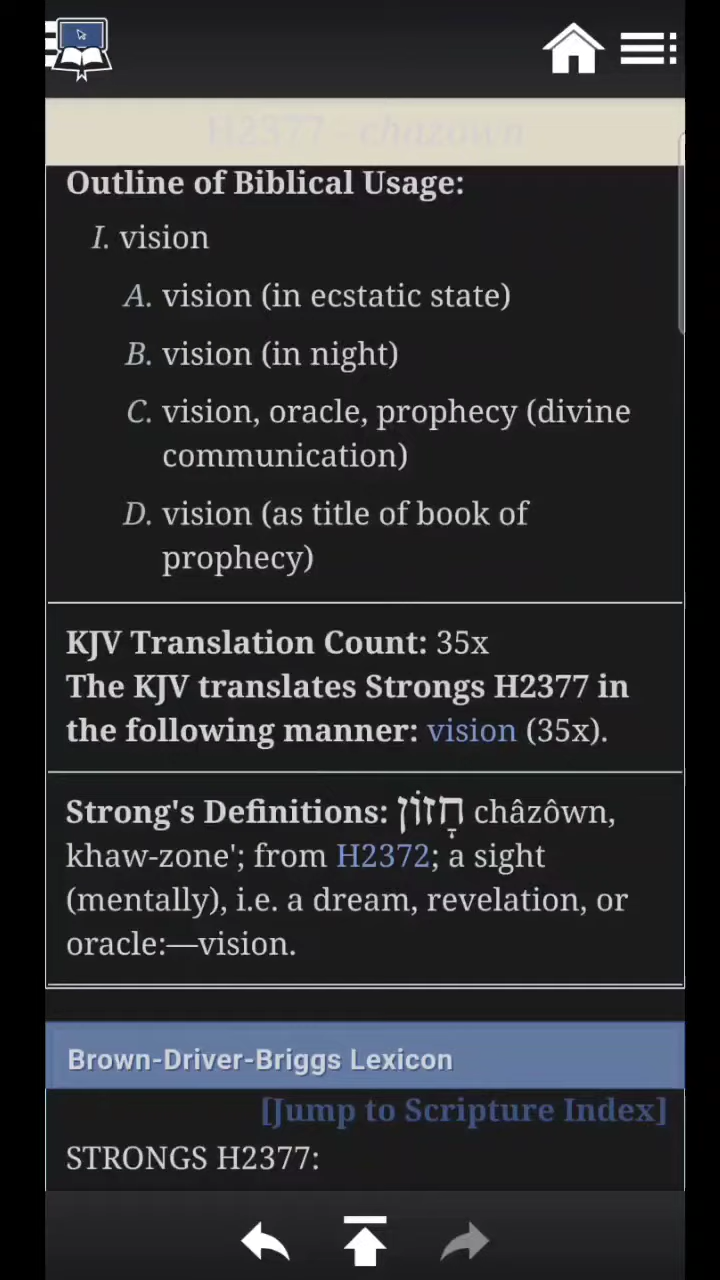 H2377 - chazown
Outline of Biblical Usage:
I. vision
A. vision (in ecstatic state)
B. vision (in night)
C. vision, oracle, prophecy (divine
communication)
D. vision (as title of book of
prophecy)
KJV Translation Count: 35x
The KJV translates Strongs H2377 in
the following manner: vision (35x).
Strong's Definitions: חָזוֹן châzôwn,
khaw-zone'; from H2372; a sight
(mentally), i.e. a dream, revelation, or
oracle:—vision.
Brown-Driver-Briggs Lexicon
[Jump to Scripture Index]
STRONGS H2377: